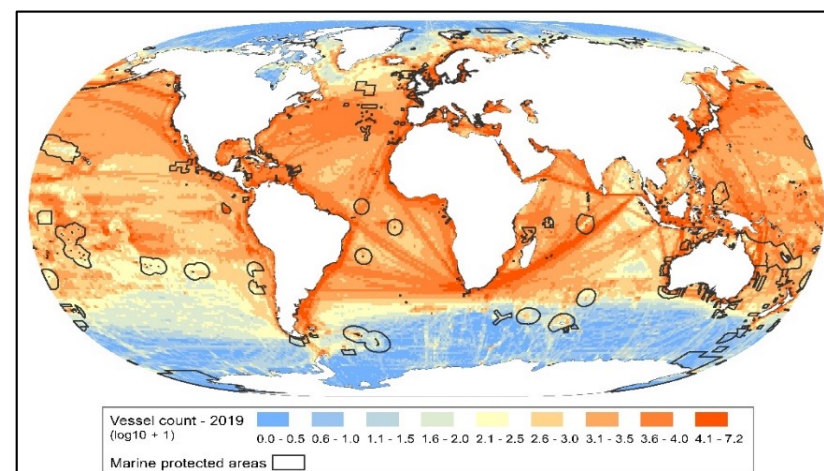 Vessel count - 2019
(log10 + 1)
0.0 - 0.5 0.6 - 1.0 1.1 - 1.5 1.6 - 2.0 2.1 - 2.5 2.6 - 3.0 3.1 - 3.5 3.6 - 4.0 4.1 - 7.2
Marine protected areas